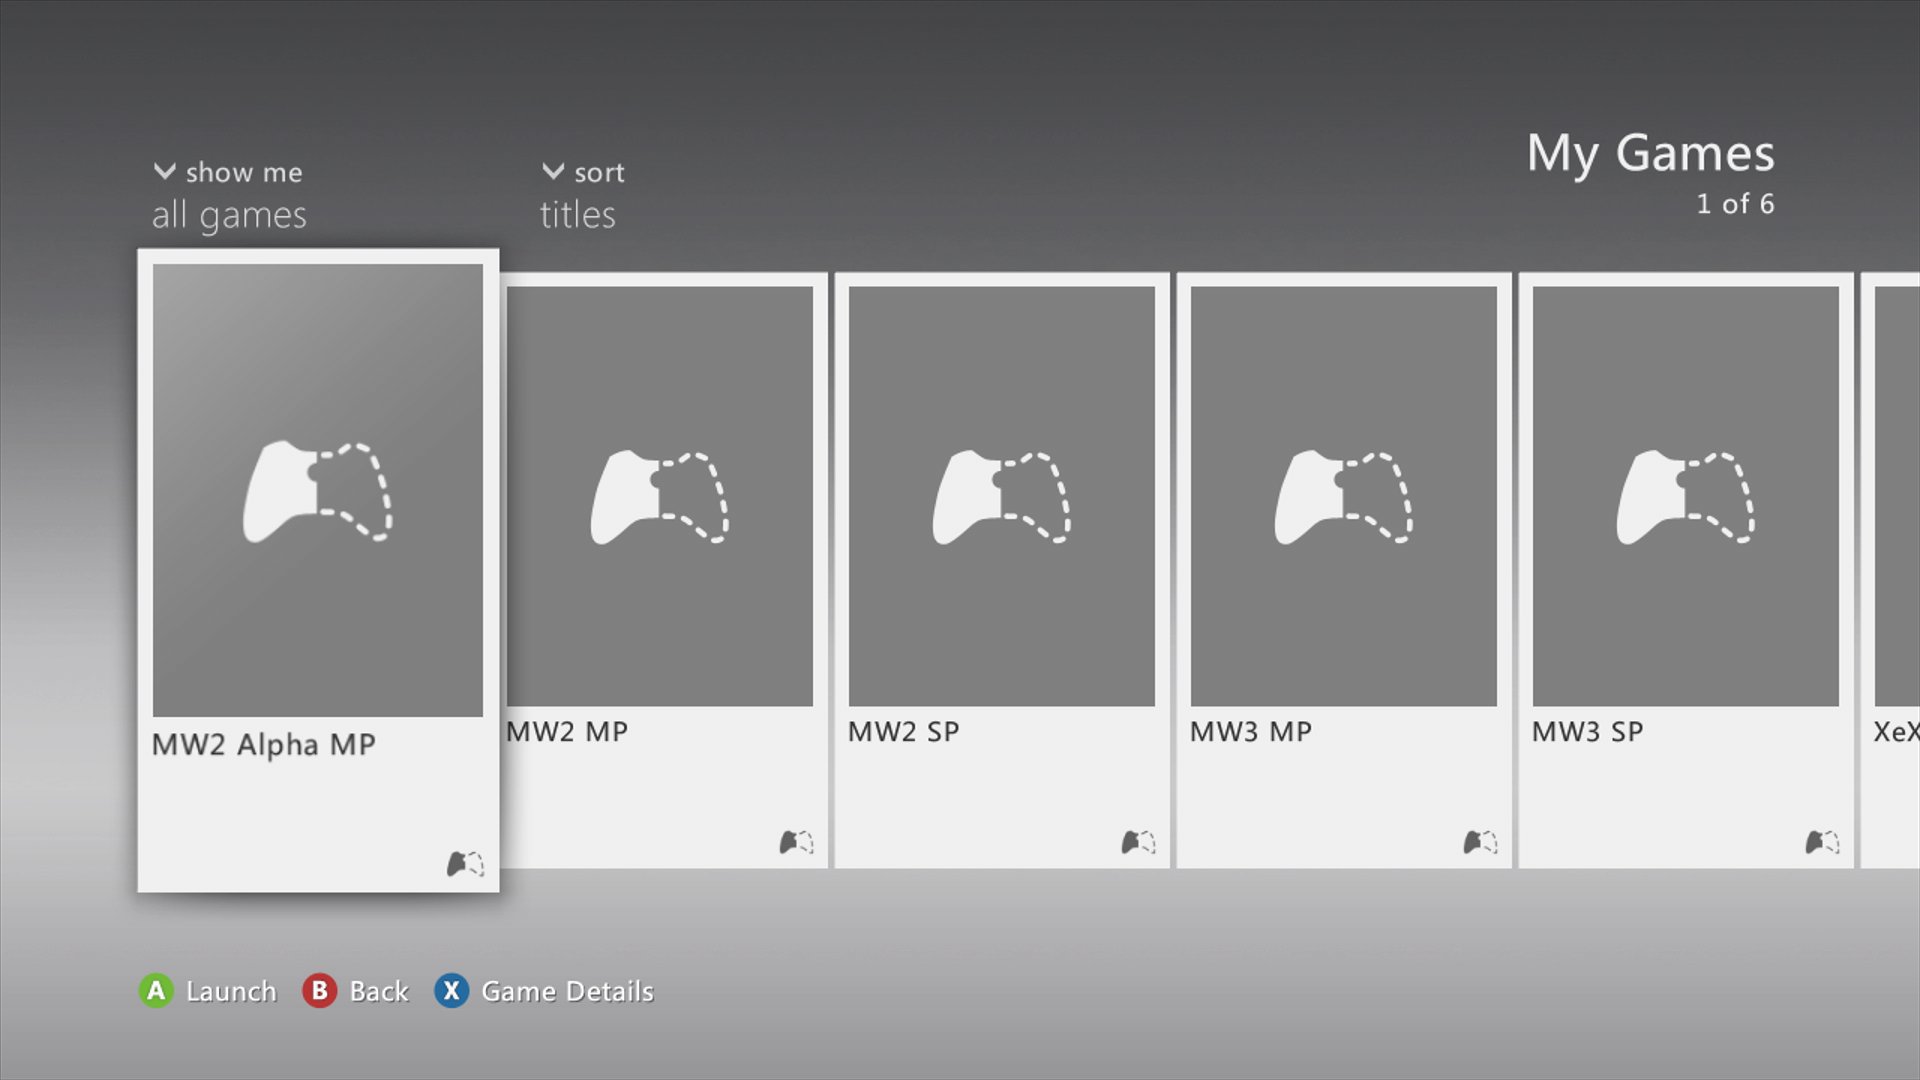 show me
all games
sort
titles
My Games
1 of 6
MW2 Alpha MP
MW2 MP
MW2 SP
MW3 MP
MW3 SP
XeX
A Launch B Back X Game Details